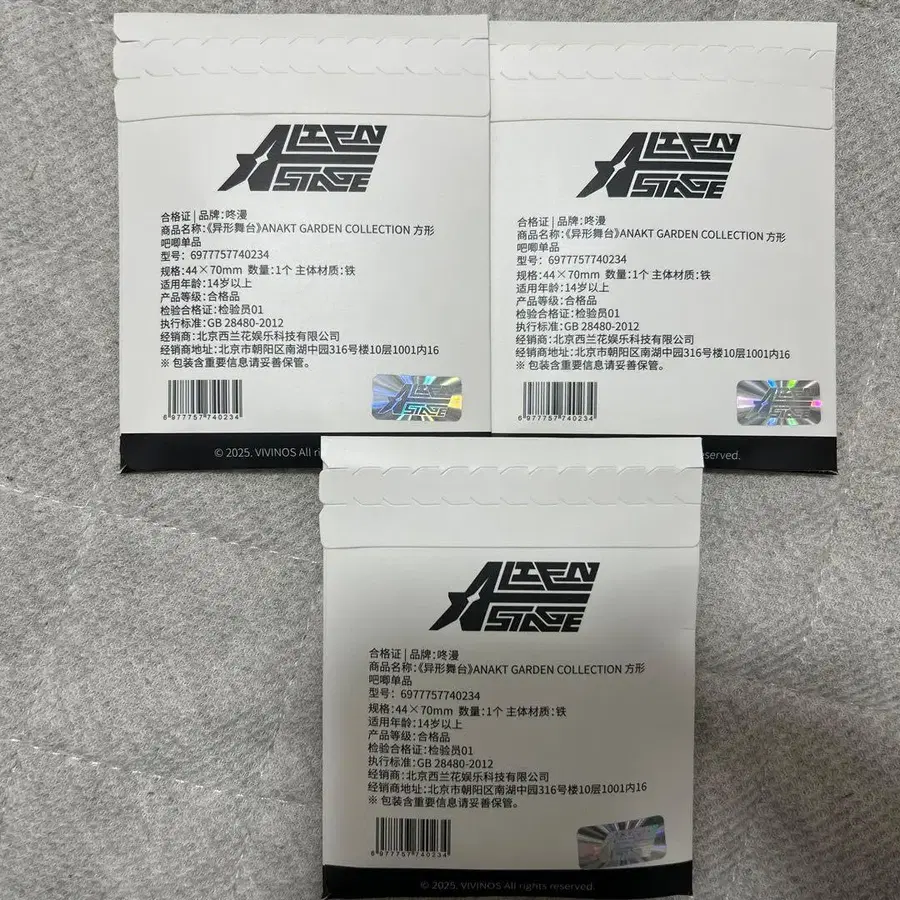 ALIEN
STAGE
合格证 | 品牌：咚漫
商品名称：《异形舞台》ANAKT GARDEN COLLECTION 方形
吧唧单品
型号：6977757740234
规格：44×70mm 数量：1个 主体材质：铁
适用年龄：14岁以上
产品等级：合格品
检验合格证：检验员01
执行标准：GB 28480-2012
经销商：北京西兰花娱乐科技有限公司
经销商地址：北京市朝阳区南湖中园316号楼10层1001内16
※ 包装含重要信息请妥善保管。
6 977757 740234
ALIEN
STAGE
© 2025. VIVINOS All ri
ALIEN
STAGE
合格证 | 品牌：咚漫
商品名称：《异形舞台》ANAKT GARDEN COLLECTION 方形
吧唧单品
型号：6977757740234
规格：44×70mm 数量：1个 主体材质：铁
适用年龄：14岁以上
产品等级：合格品
检验合格证：检验员01
执行标准：GB 28480-2012
经销商：北京西兰花娱乐科技有限公司
经销商地址：北京市朝阳区南湖中园316号楼10层1001内16
※ 包装含重要信息请妥善保管。
6 977757 740234
ALIEN
STAGE
served.
ALIEN
STAGE
合格证 | 品牌：咚漫
商品名称：《异形舞台》ANAKT GARDEN COLLECTION 方形
吧唧单品
型号：6977757740234
规格：44×70mm 数量：1个 主体材质：铁
适用年龄：14岁以上
产品等级：合格品
检验合格证：检验员01
执行标准：GB 28480-2012
经销商：北京西兰花娱乐科技有限公司
经销商地址：北京市朝阳区南湖中园316号楼10层1001内16
※ 包装含重要信息请妥善保管。
6 977757 740234
ALIEN
STAGE
© 2025. VIVINOS All rights reserved.